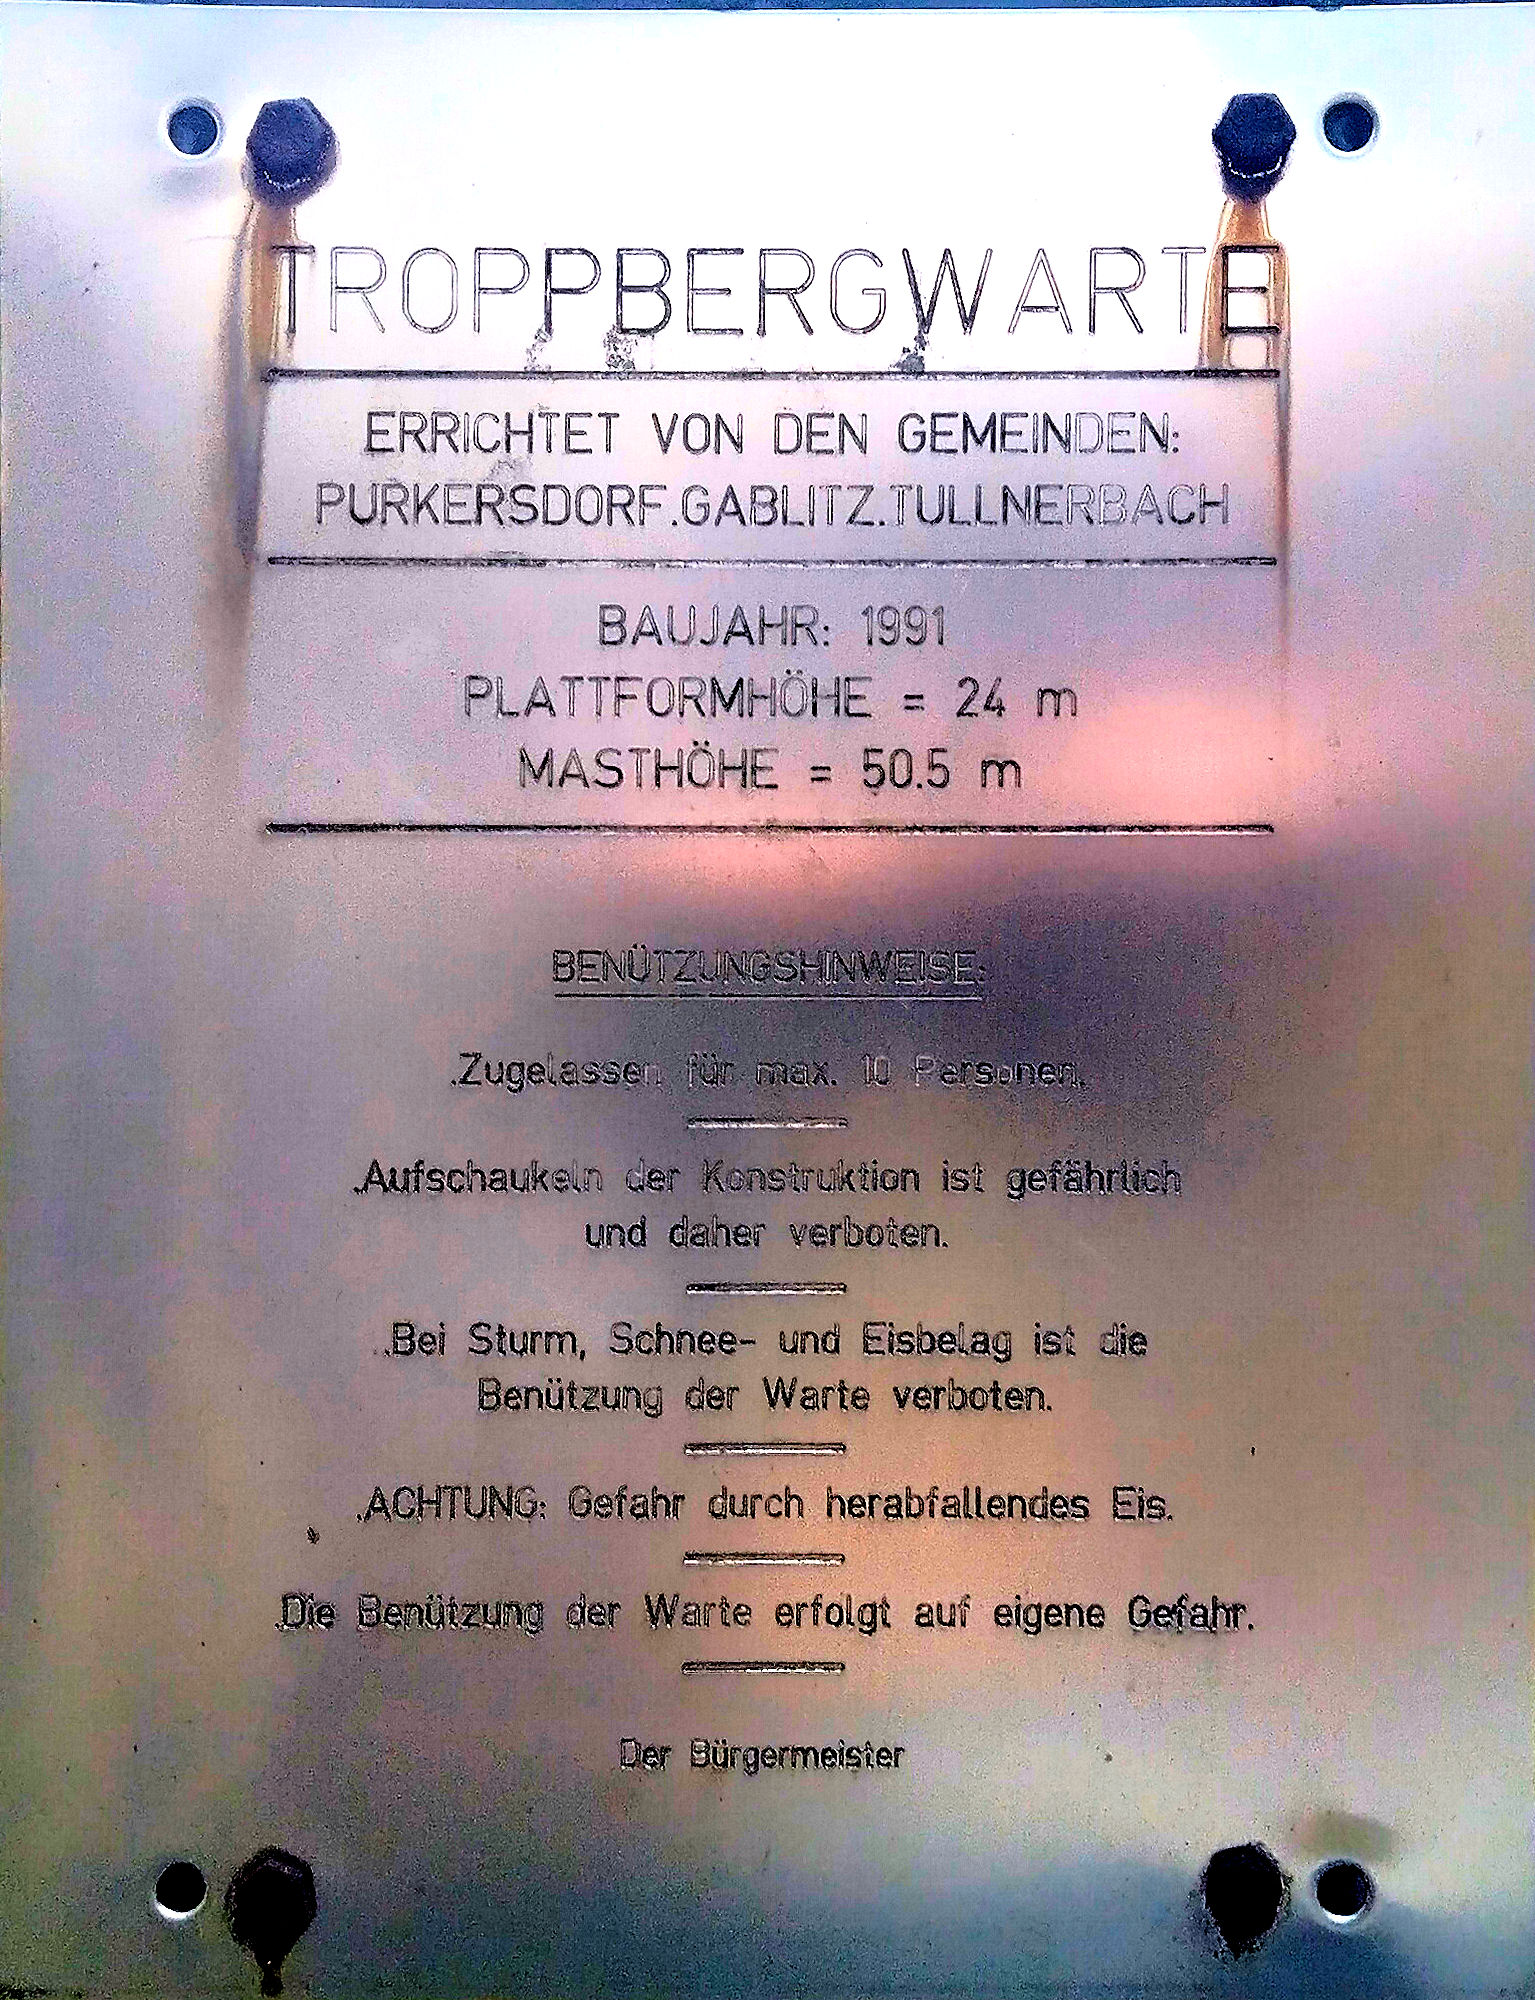 TROPPBERGWARTE
ERRICHTET VON DEN GEMEINDEN:
PURKERSDORF.GABLITZ.TULLNERBACH
BAUJAHR: 1991
PLATTFORMHÖHE = 24 m
MASTHÖHE = 50.5 m
BENÜTZUNGSHINWEISE:
.Zugelassen für max. 10 Personen.
.Aufschaukeln der Konstruktion ist gefährlich
und daher verboten.
.Bei Sturm, Schnee- und Eisbelag ist die
Benützung der Warte verboten.
.ACHTUNG: Gefahr durch herabfallendes Eis.
.Die Benützung der Warte erfolgt auf eigene Gefahr.
Der Bürgermeister